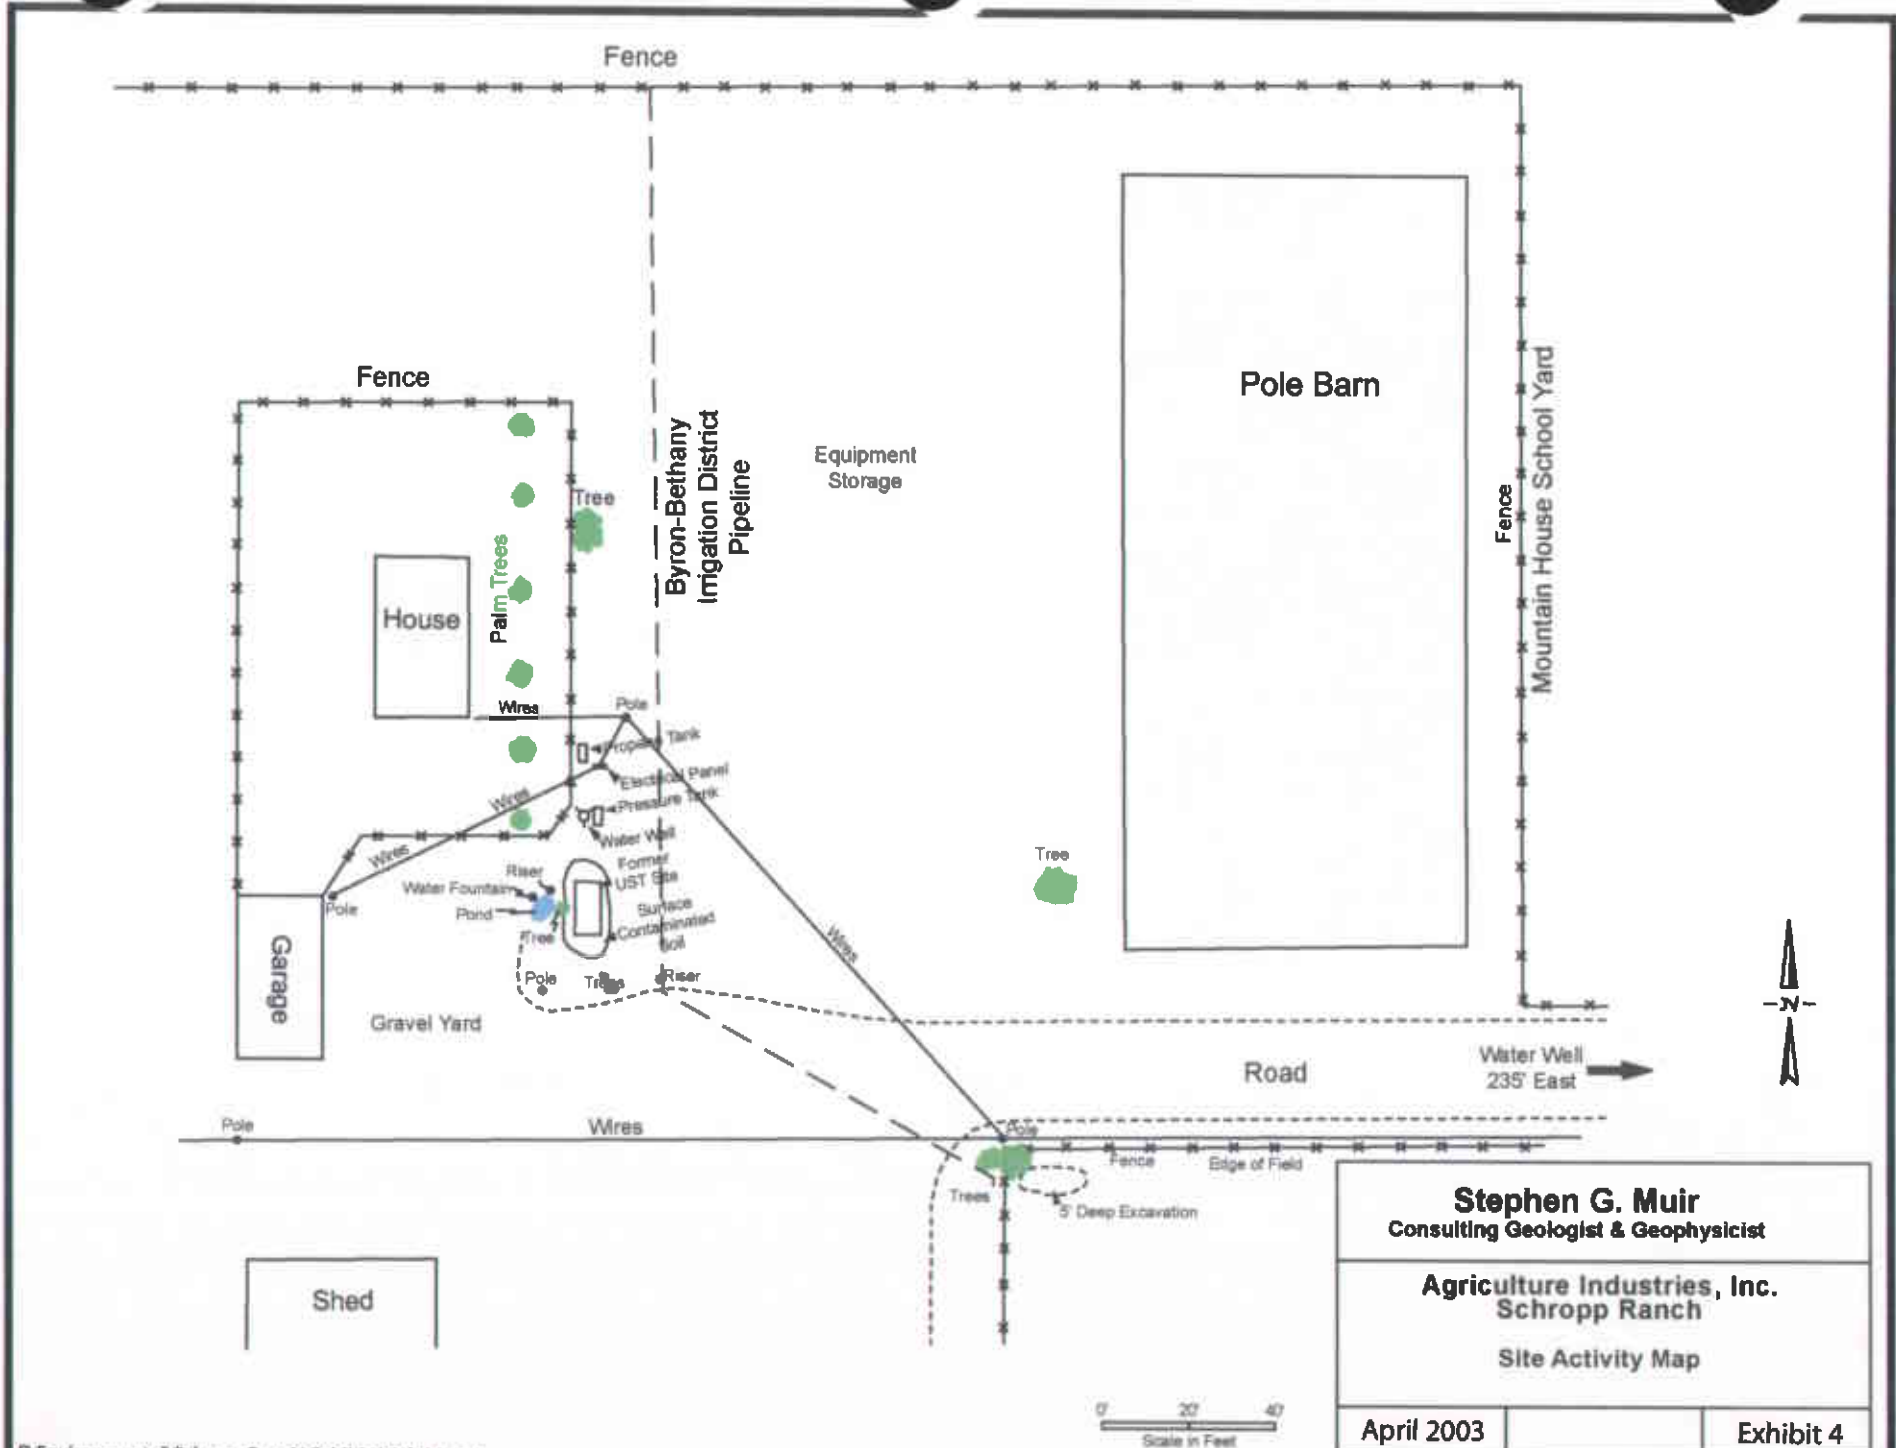 Fence
Fence
Pole Barn
Equipment
Storage
Byron-Bethany
Irrigation District
Pipeline
Fence
Mountain House School Yard
Tree
Palm Trees
House
Wires
Pole
Propane Tank
Electrical Panel
Pressure Tank
Wires
Water Well
Wires
Former
UST Site
Riser
Water Fountain
Pond
Surface
Contaminated
Soil
Tree
Pole
Garage
Pole
Trees
Riser
Gravel Yard
Tree
Wires
-N-
Road
Water Well
235' East
Pole
Wires
Pole
Fence
Edge of Field
Trees
5' Deep Excavation
Shed
Stephen G. Muir
Consulting Geologist & Geophysicist
Agriculture Industries, Inc.
Schropp Ranch
Site Activity Map
0' 20' 40'
Scale in Feet
April 2003
Exhibit 4